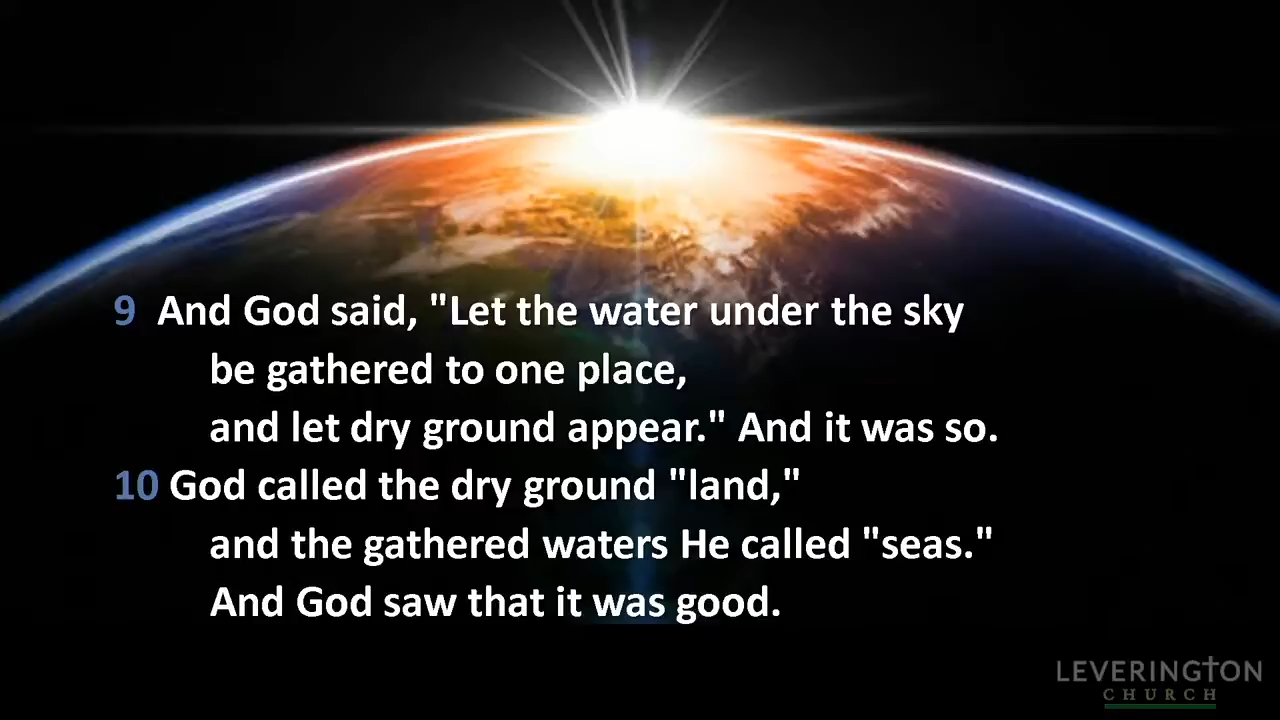 9 And God said, "Let the water under the sky
be gathered to one place,
and let dry ground appear." And it was so.
10 God called the dry ground "land,"
and the gathered waters He called "seas."
And God saw that it was good.
LEVERINGTON
CHURCH